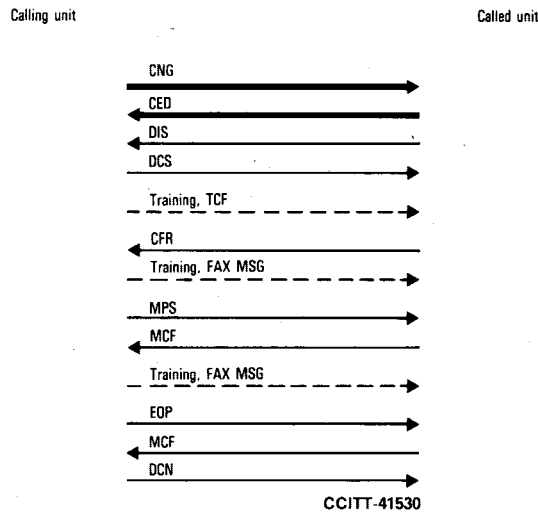 Calling unit
Called unit
CNG
CED
DIS
DCS
Training, TCF
CFR
Training, FAX MSG
MPS
MCF
Training, FAX MSG
EOP
MCF
DCN
CCITT-41530